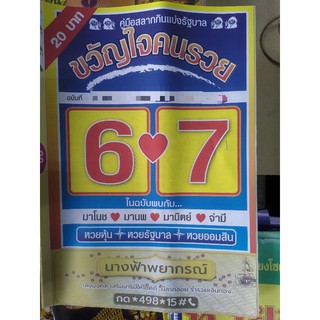 20 บาท
คู่มือสลากกินแบ่งรัฐบาล
ขวัญใจคนรวย
ฉบับที่
6 ♥ 7
ในฉบับพบกับ...
มาโนช ♥ มานพ ♥ มานิตย์ ♥ จ่ามี
หวยหุ้น หวยรัฐบาล หวยออมสิน
นางฟ้าพยากรณ์
กด *498*15#